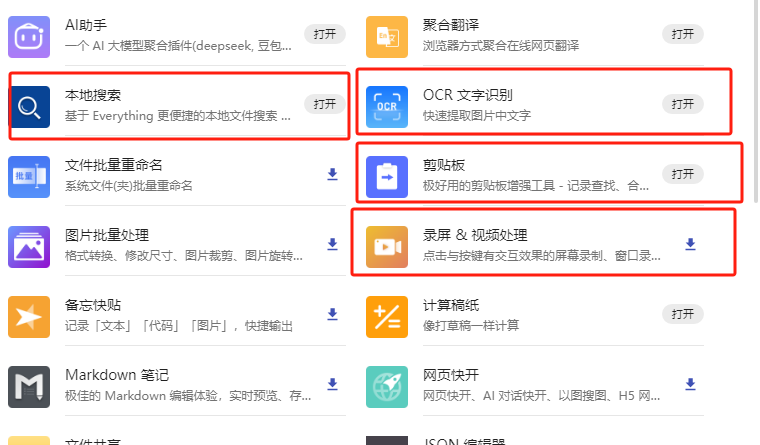 AI助手
一个 AI 大模型聚合插件(deepseek, 豆包...
打开
聚合翻译
浏览器方式聚合在线网页翻译
打开
本地搜索
基于 Everything 更便捷的本地文件搜索 ...
打开
OCR
OCR 文字识别
快速提取图片中文字
打开
批量
文件批量重命名
系统文件(夹)批量重命名
剪贴板
极好用的剪贴板增强工具 - 记录查找、合...
打开
图片批量处理
格式转换、修改尺寸、图片裁剪、图片旋转...
录屏 & 视频处理
点击与按键有交互效果的屏幕录制、窗口录...
备忘快贴
记录「文本」「代码」「图片」，快捷输出
计算稿纸
像打草稿一样计算
打开
Markdown 笔记
极佳的 Markdown 编辑体验，实时预览、存...
网页快开
网页快开、AI 对话快开、以图搜图、H5 网...
文件共享
JSON 编辑器